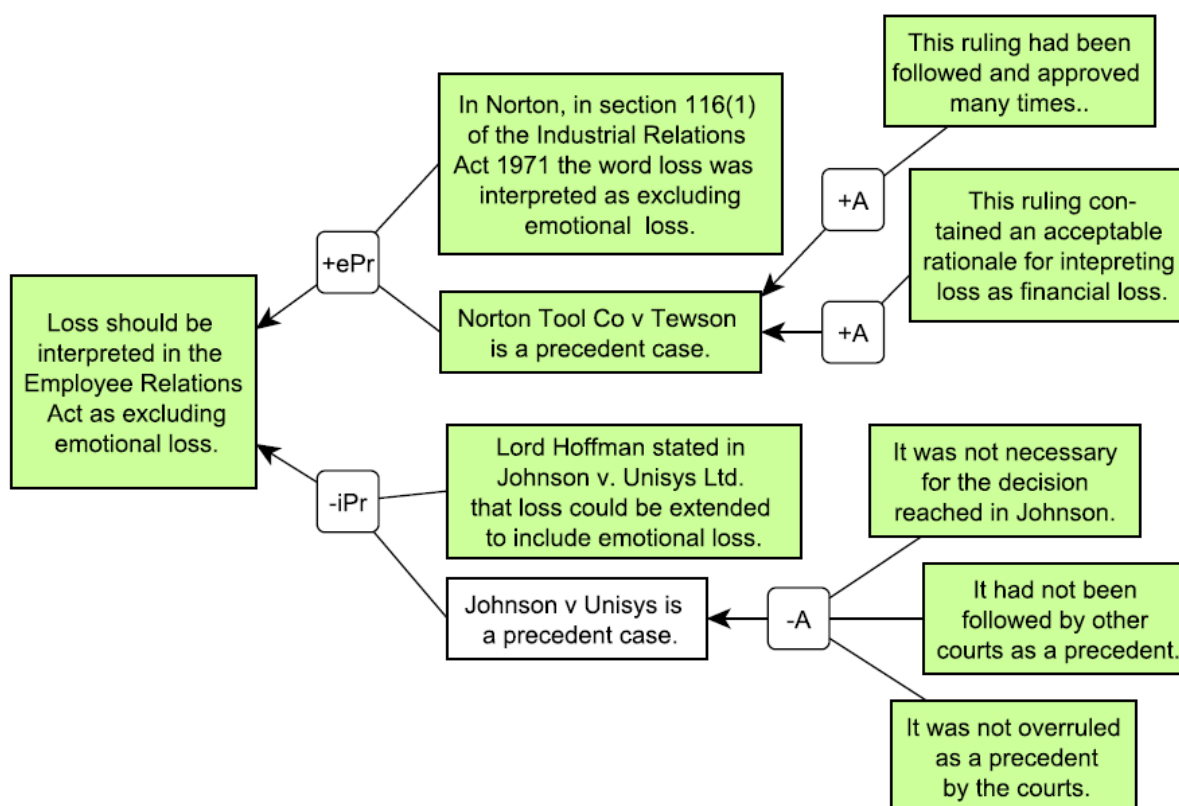 This ruling had been
followed and approved
many times..
In Norton, in section 116(1)
of the Industrial Relations
Act 1971 the word loss was
interpreted as excluding
emotional loss.
+A
This ruling con-
tained an acceptable
rationale for intepreting
loss as financial loss.
+ePr
Loss should be
interpreted in the
Employee Relations
Act as excluding
emotional loss.
Norton Tool Co v Tewson
is a precedent case.
+A
Lord Hoffman stated in
Johnson v. Unisys Ltd.
that loss could be extended
to include emotional loss.
It was not necessary
for the decision
reached in Johnson.
-iPr
Johnson v Unisys is
a precedent case.
-A
It had not been
followed by other
courts as a precedent.
It was not overruled
as a precedent
by the courts.